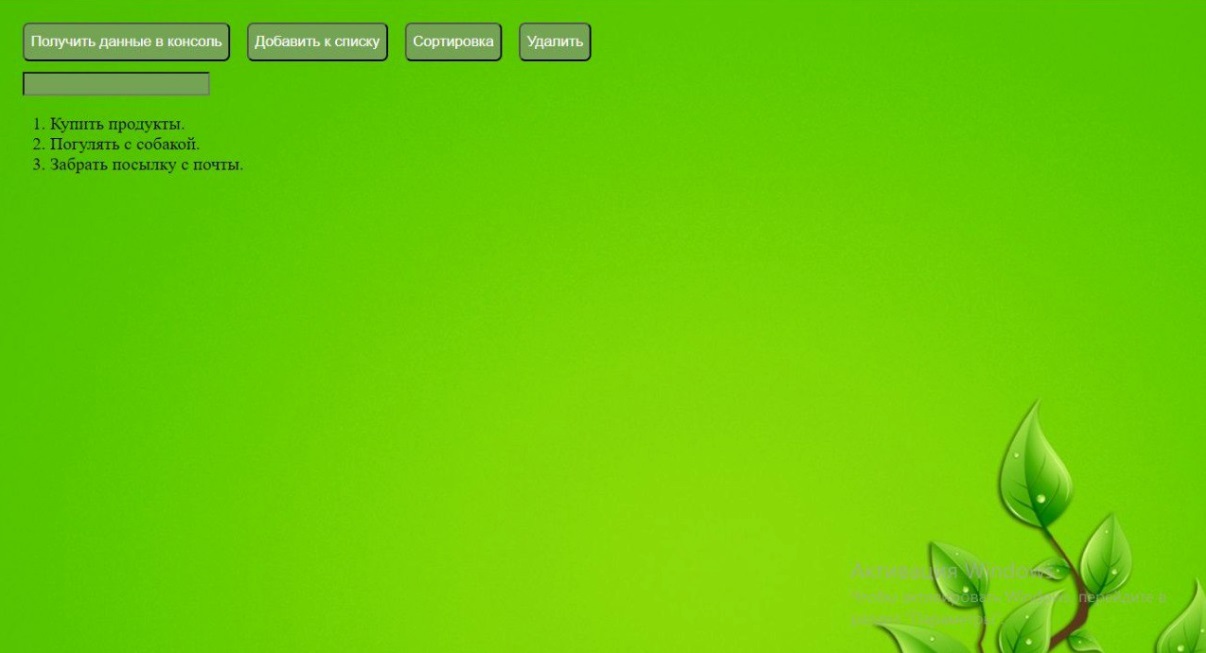 Получить данные в консоль Добавить к списку Сортировка Удалить
1. Купить продукты.
2. Погулять с собакой.
3. Забрать посылку с почты.
Активация Windows
Чтобы активировать Windows, перейдите в
раздел "Параметры".